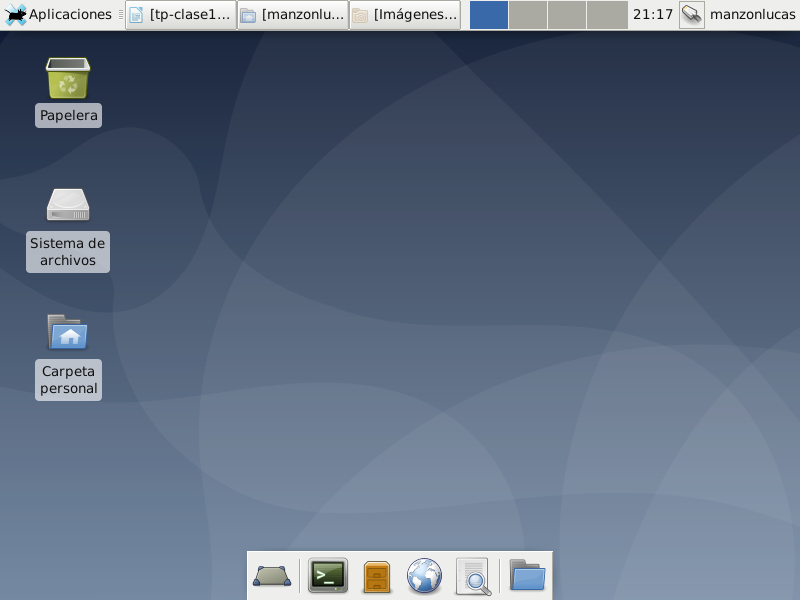 Aplicaciones [tp-clase1... [manzonlu... [Imágenes... 21:17 manzonlucas
Papelera
Sistema de
archivos
Carpeta
personal
>_